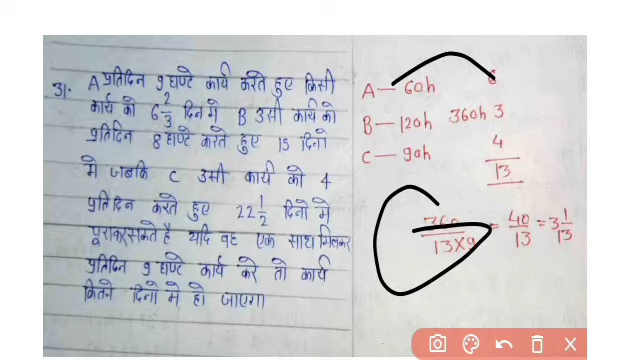 31. A प्रतिदिन 9 घण्टे कार्य करते हुए किसी
कार्य को 6 2/3 दिन मे B उसी कार्य को
प्रतिदिन 8 घण्टे करते हुए 15 दिनो
मे जबकि C उसी कार्य को 4
प्रतिदिन करते हुए 22 1/2 दिनो मे
पूरा कर सकते है यदि वह एक साथ मिलकर
प्रतिदिन 9 घण्टे कार्य करे तो कार्य
कितने दिनो मे हो जाएगा
A — 60h
B — 120h 360h 3
C — 90h 4
13
360/13×9 = 40/13 = 3 1/13